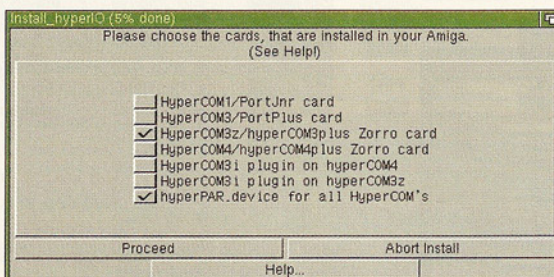 Install_hyperIO (5% done)
Please choose the cards, that are installed in your Amiga.
(See Help!)
HyperCOM1/PortJnr card
HyperCOM3/PortPlus card
HyperCOM3z/hyperCOM3plus Zorro card
HyperCOM4/hyperCOM4plus Zorro card
HyperCOM3i plugin on hyperCOM4
HyperCOM3i plugin on hyperCOM3z
hyperPAR.device for all HyperCOM's
Proceed
Abort Install
Help...